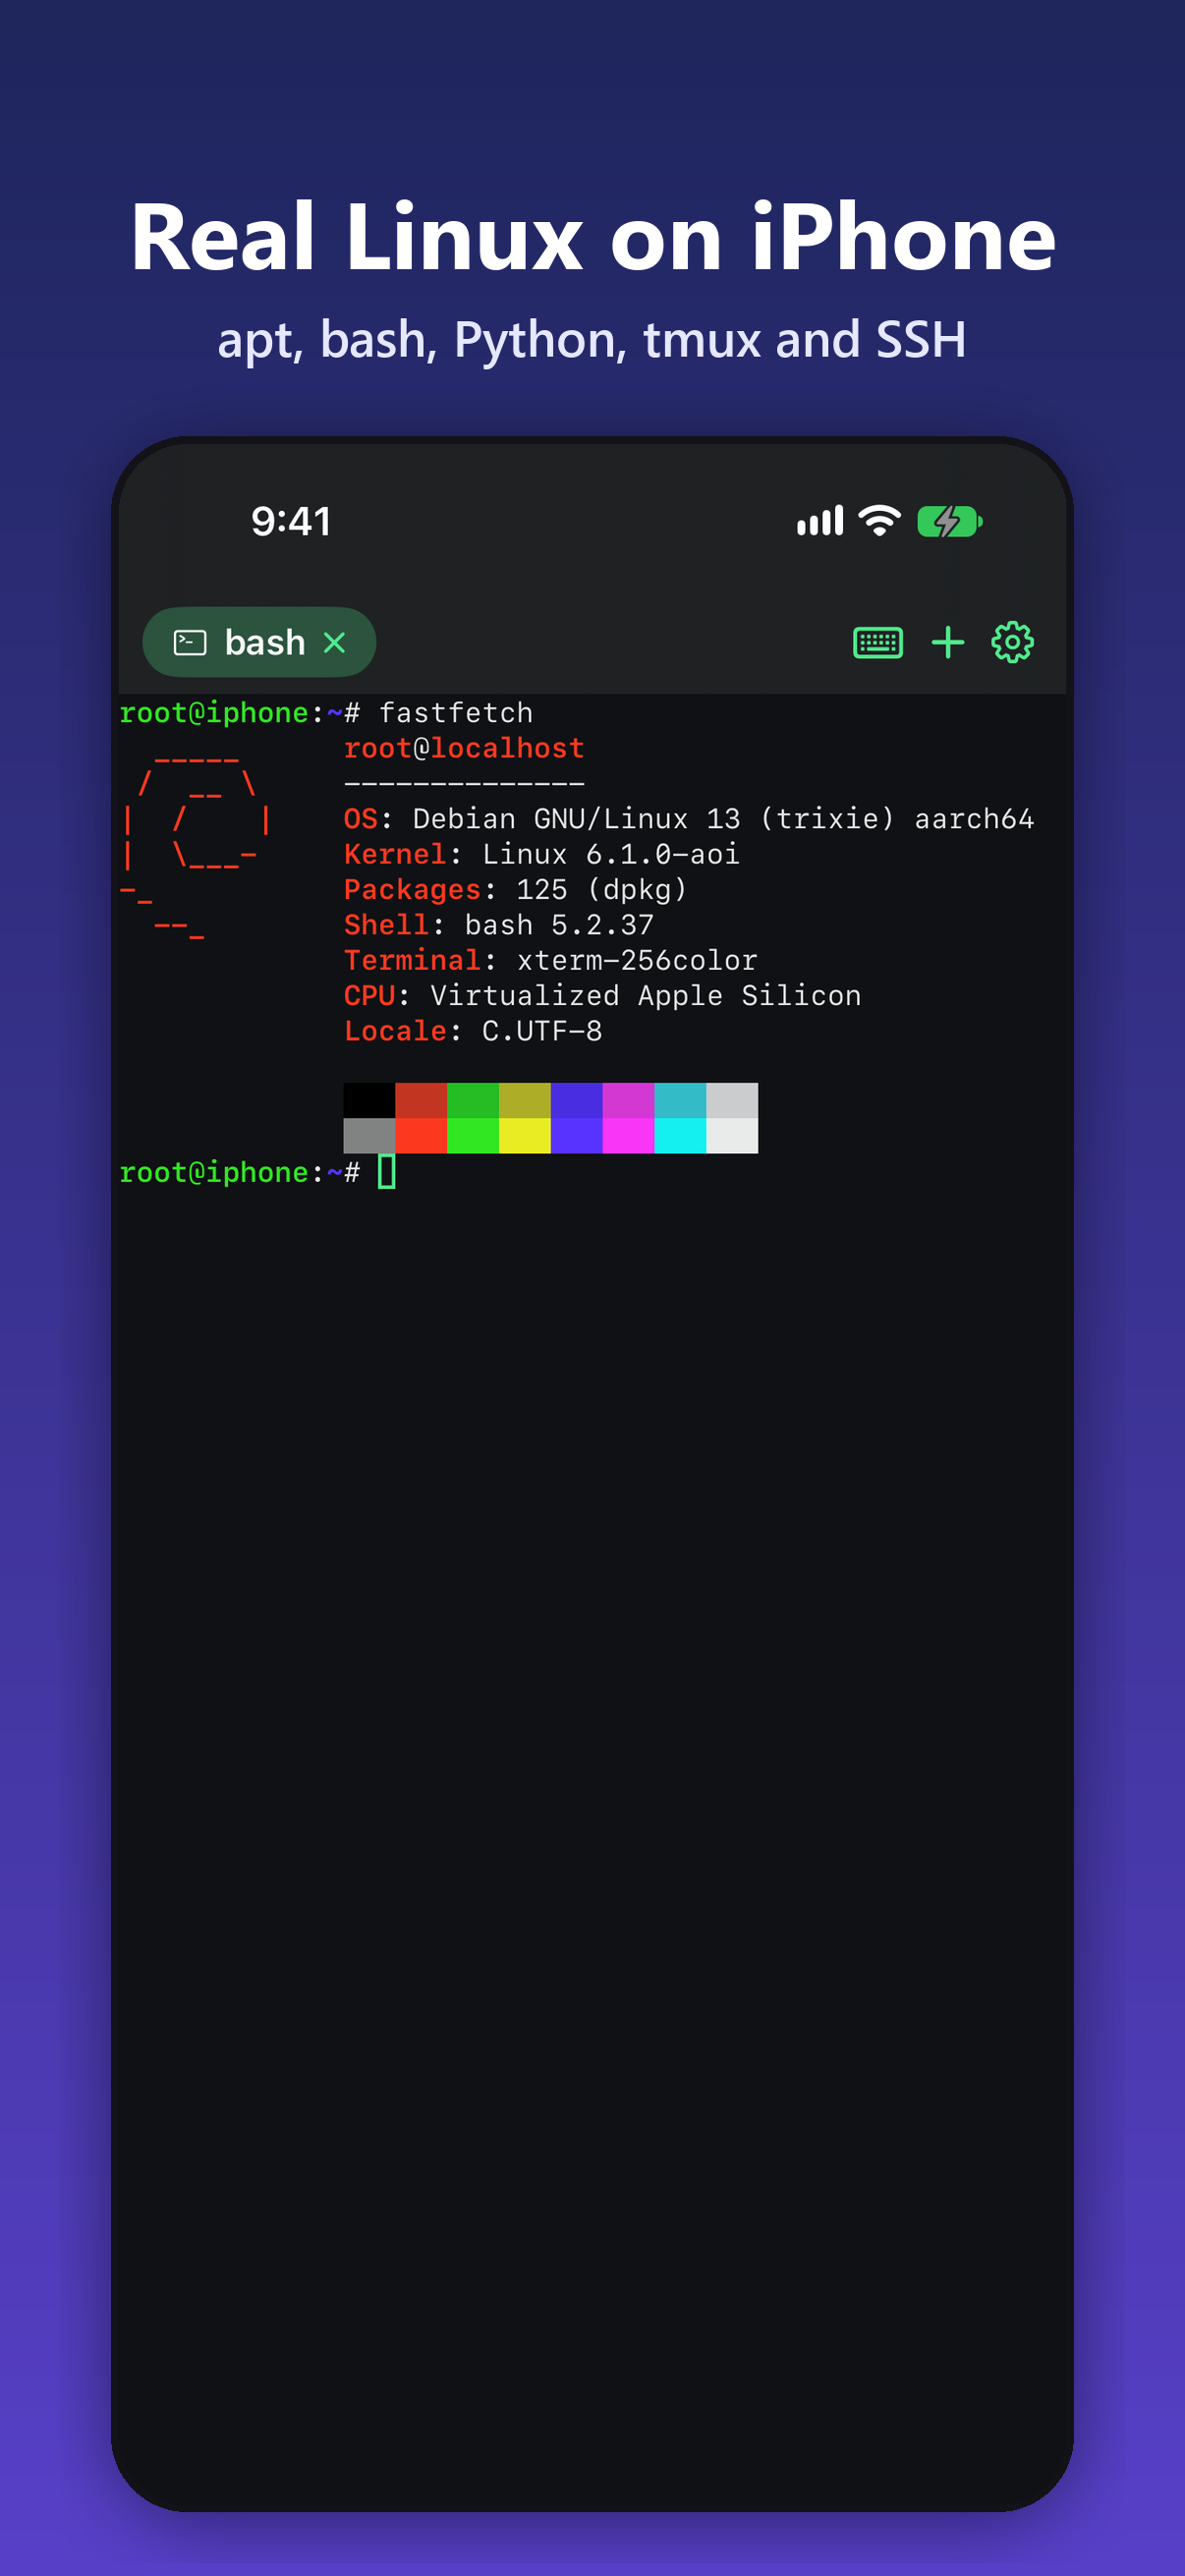 Real Linux on iPhone
apt, bash, Python, tmux and SSH
9:41
bash
root@iphone:~# fastfetch
root@localhost
--------------
OS: Debian GNU/Linux 13 (trixie) aarch64
Kernel: Linux 6.1.0-aoi
Packages: 125 (dpkg)
Shell: bash 5.2.37
Terminal: xterm-256color
CPU: Virtualized Apple Silicon
Locale: C.UTF-8
root@iphone:~#